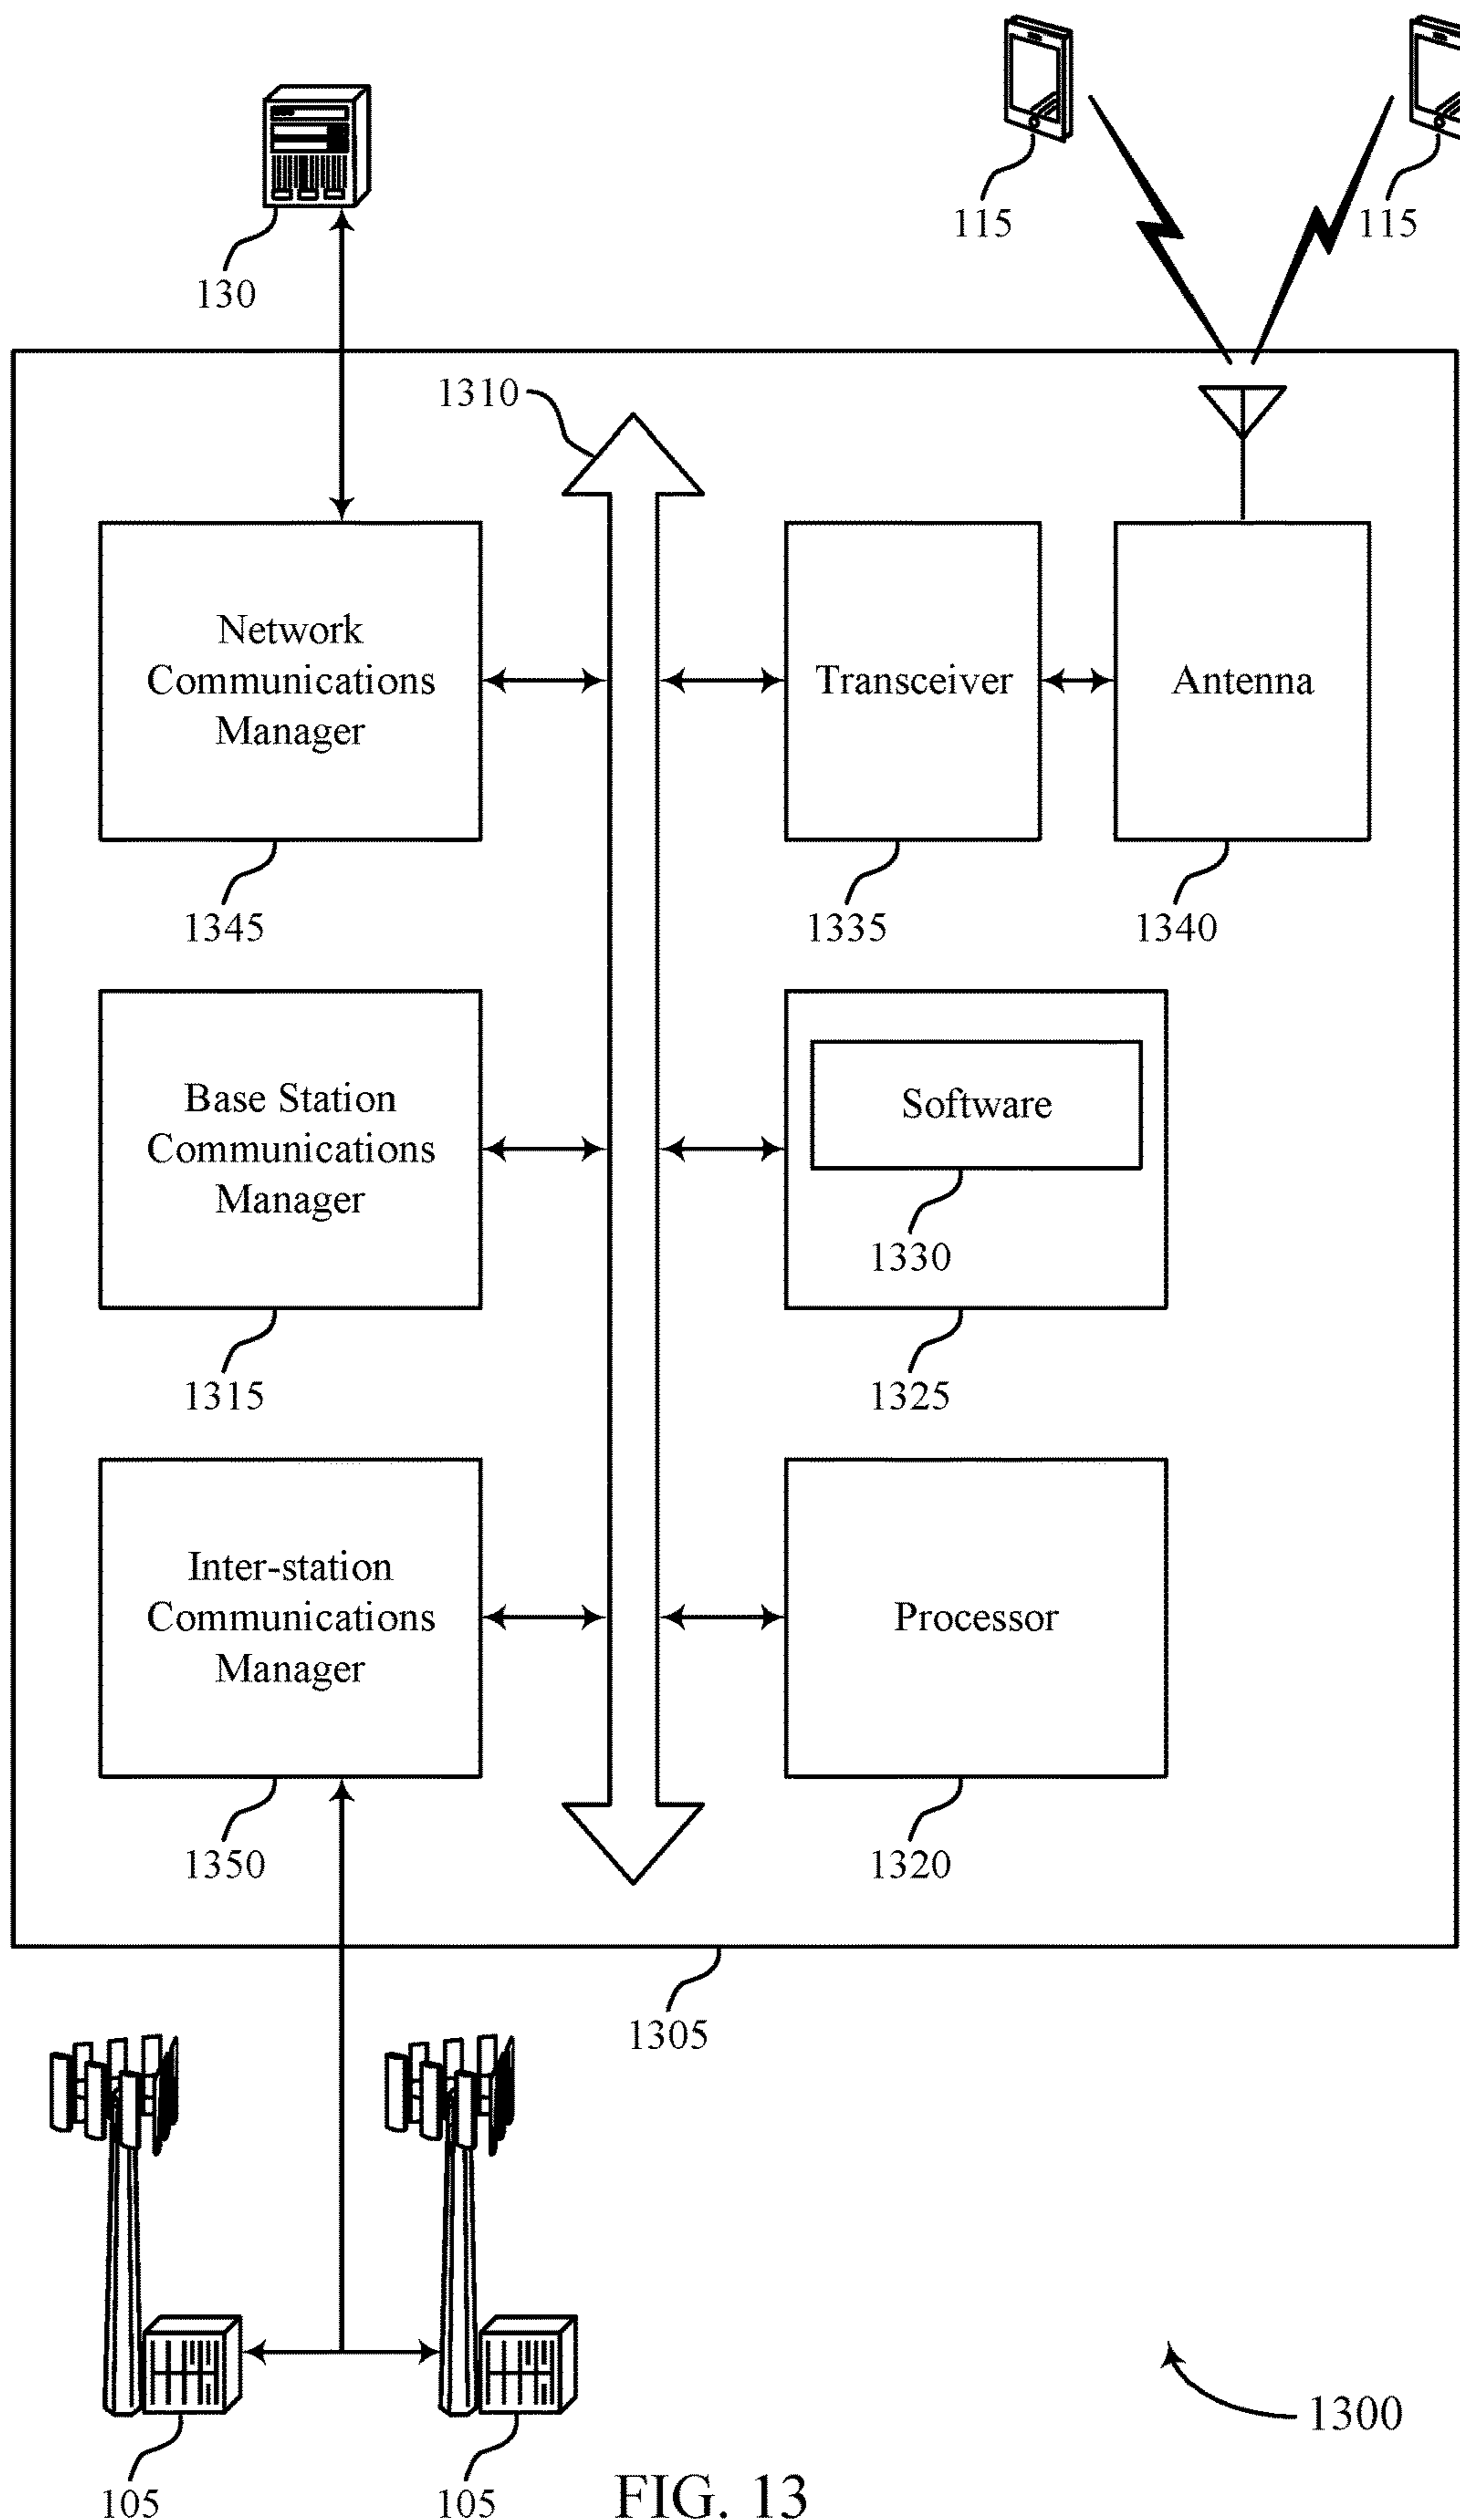 115
115
130
1310
Network
Communications
Manager
Transceiver
Antenna
1345
1335
1340
Base Station
Communications
Manager
Software
1330
1315
1325
Inter-station
Communications
Manager
Processor
1350
1320
1305
1300
105
105
FIG. 13